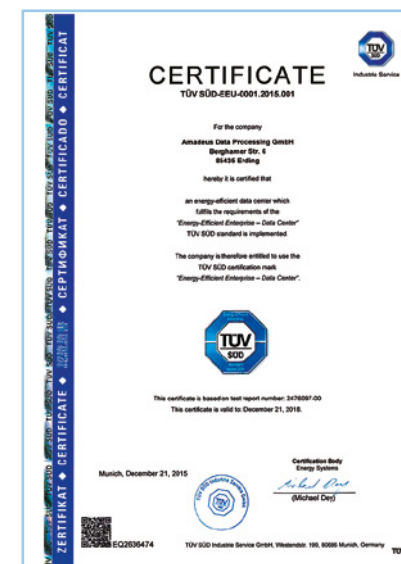 CERTIFICATE
TÜV SÜD-EEU-0001.2015.001
TÜV
SÜD
Industrie Service
For the company
Amadeus Data Processing GmbH
Berghamer Str. 6
85435 Erding
hereby it is certified that
an energy-efficient data center which
fulfils the requirements of the
"Energy-Efficient Enterprise – Data Center"
TÜV SÜD standard is implemented
The company is therefore entitled to use the
TÜV SÜD certification mark
"Energy-Efficient Enterprise – Data Center".
TÜV
SÜD
This certificate is based on test report number: 2476097-00
This certificate is valid to: December 21, 2018.
Certification Body
Energy Systems
Munich, December 21, 2015
(Michael Dey)
EQ2636474
TÜV SÜD Industrie Service GmbH, Westendstr. 199, 80686 Munich, Germany
TÜ
ZERTIFIKAT ◆ CERTIFICATE ◆ ◆ СЕРТИФИКАТ ◆ CERTIFICADO ◆ CERTIFICAT